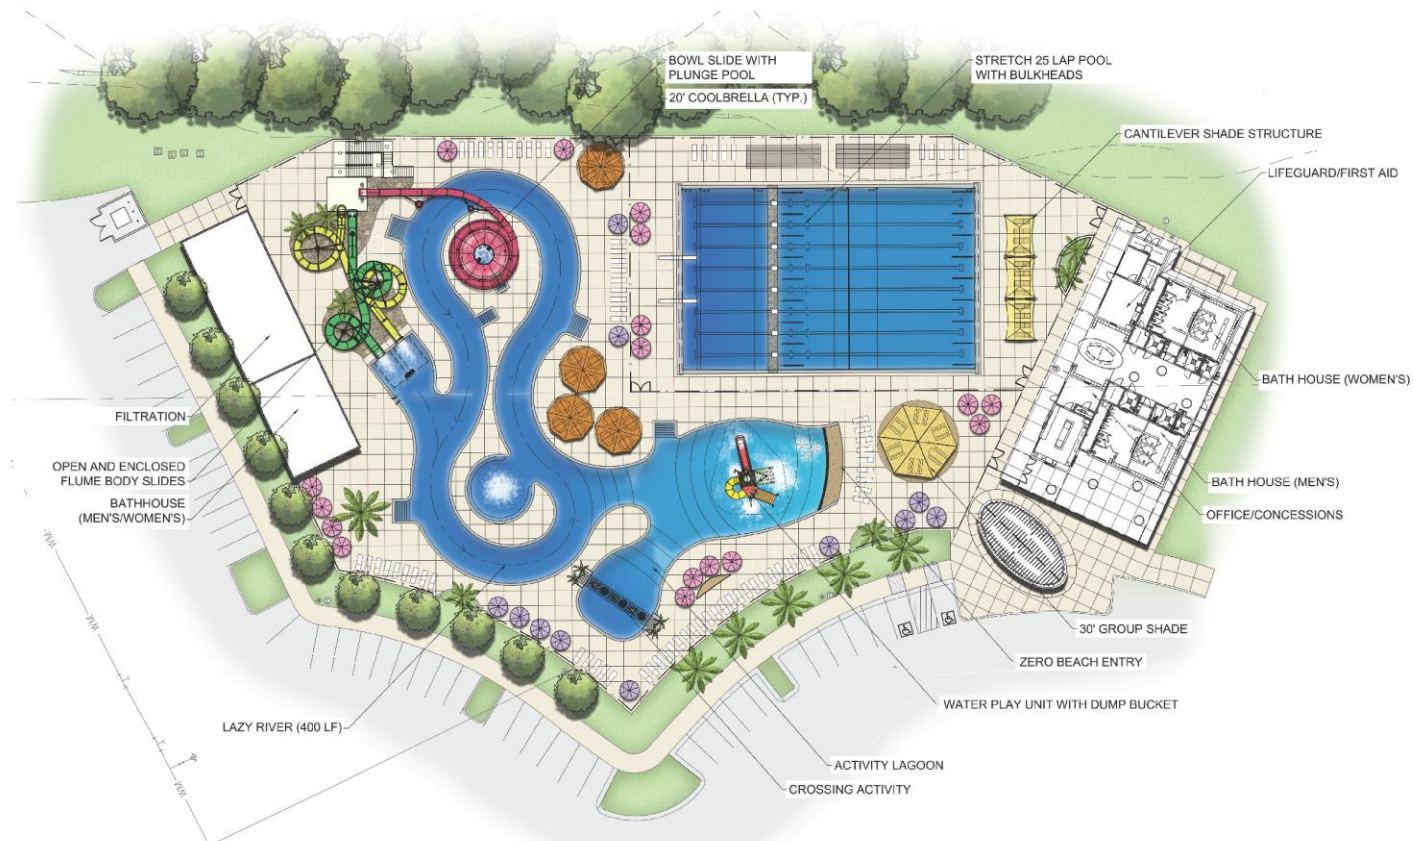 BOWL SLIDE WITH
PLUNGE POOL
20' COOLBRELLA (TYP.)
STRETCH 25 LAP POOL
WITH BULKHEADS
CANTILEVER SHADE STRUCTURE
LIFEGUARD/FIRST AID
BATH HOUSE (WOMEN'S)
BATH HOUSE (MEN'S)
OFFICE/CONCESSIONS
30' GROUP SHADE
ZERO BEACH ENTRY
WATER PLAY UNIT WITH DUMP BUCKET
ACTIVITY LAGOON
CROSSING ACTIVITY
FILTRATION
OPEN AND ENCLOSED
FLUME BODY SLIDES
BATHHOUSE
(MEN'S/WOMEN'S)
LAZY RIVER (400 LF)
WM
WM
WM